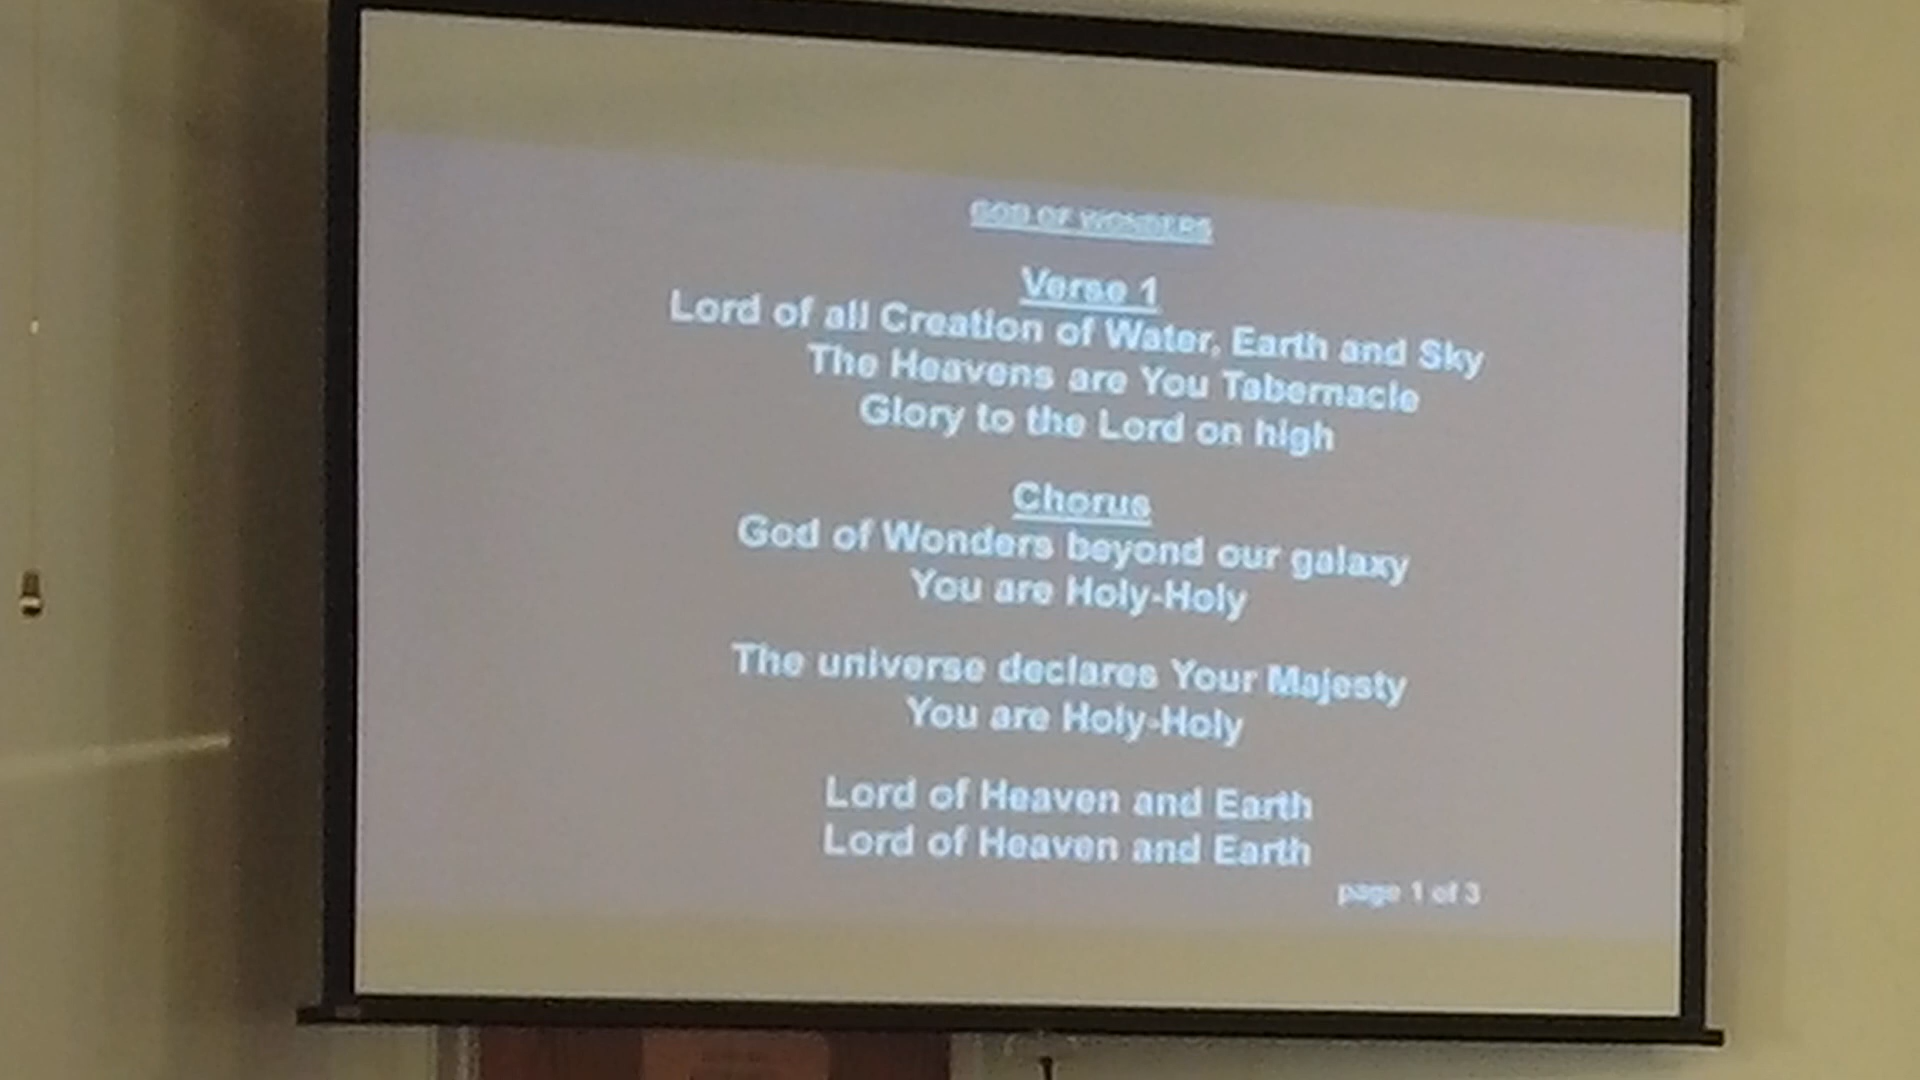 GOD OF WONDERS
Verse 1
Lord of all Creation of Water, Earth and Sky
The Heavens are You Tabernacle
Glory to the Lord on high
Chorus
God of Wonders beyond our galaxy
You are Holy-Holy
The universe declares Your Majesty
You are Holy-Holy
Lord of Heaven and Earth
Lord of Heaven and Earth
page 1 of 3